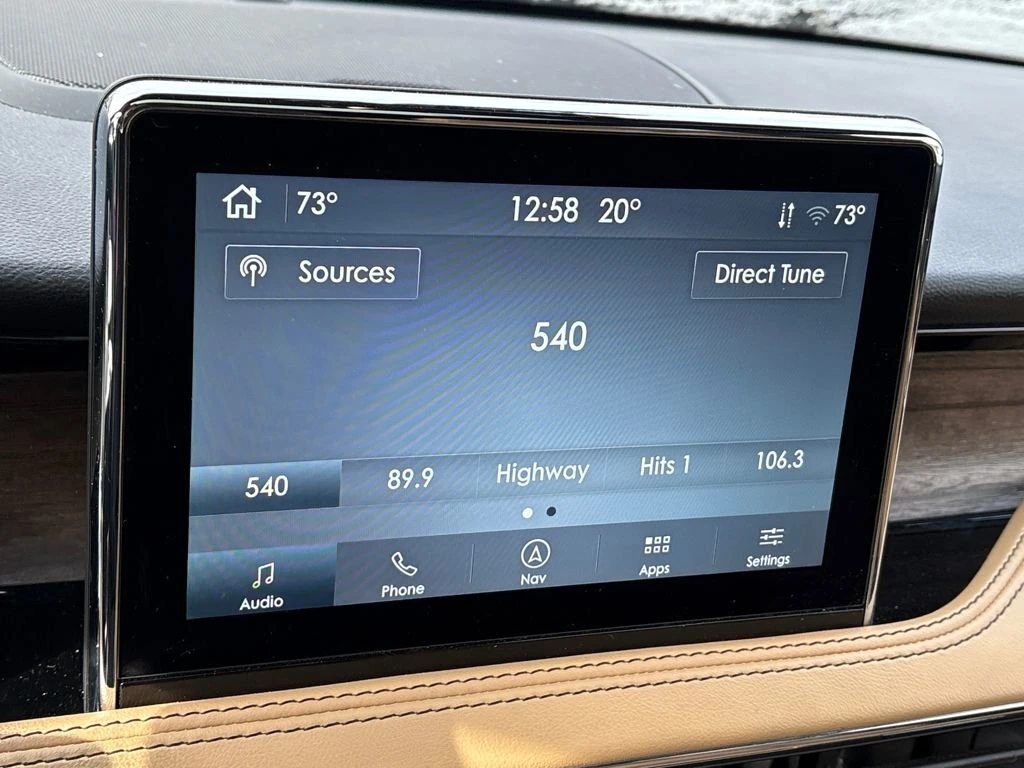 73° 12:58 20° 73°
Sources Direct Tune
540
540 89.9 Highway Hits 1 106.3
Audio Phone Nav Apps Settings